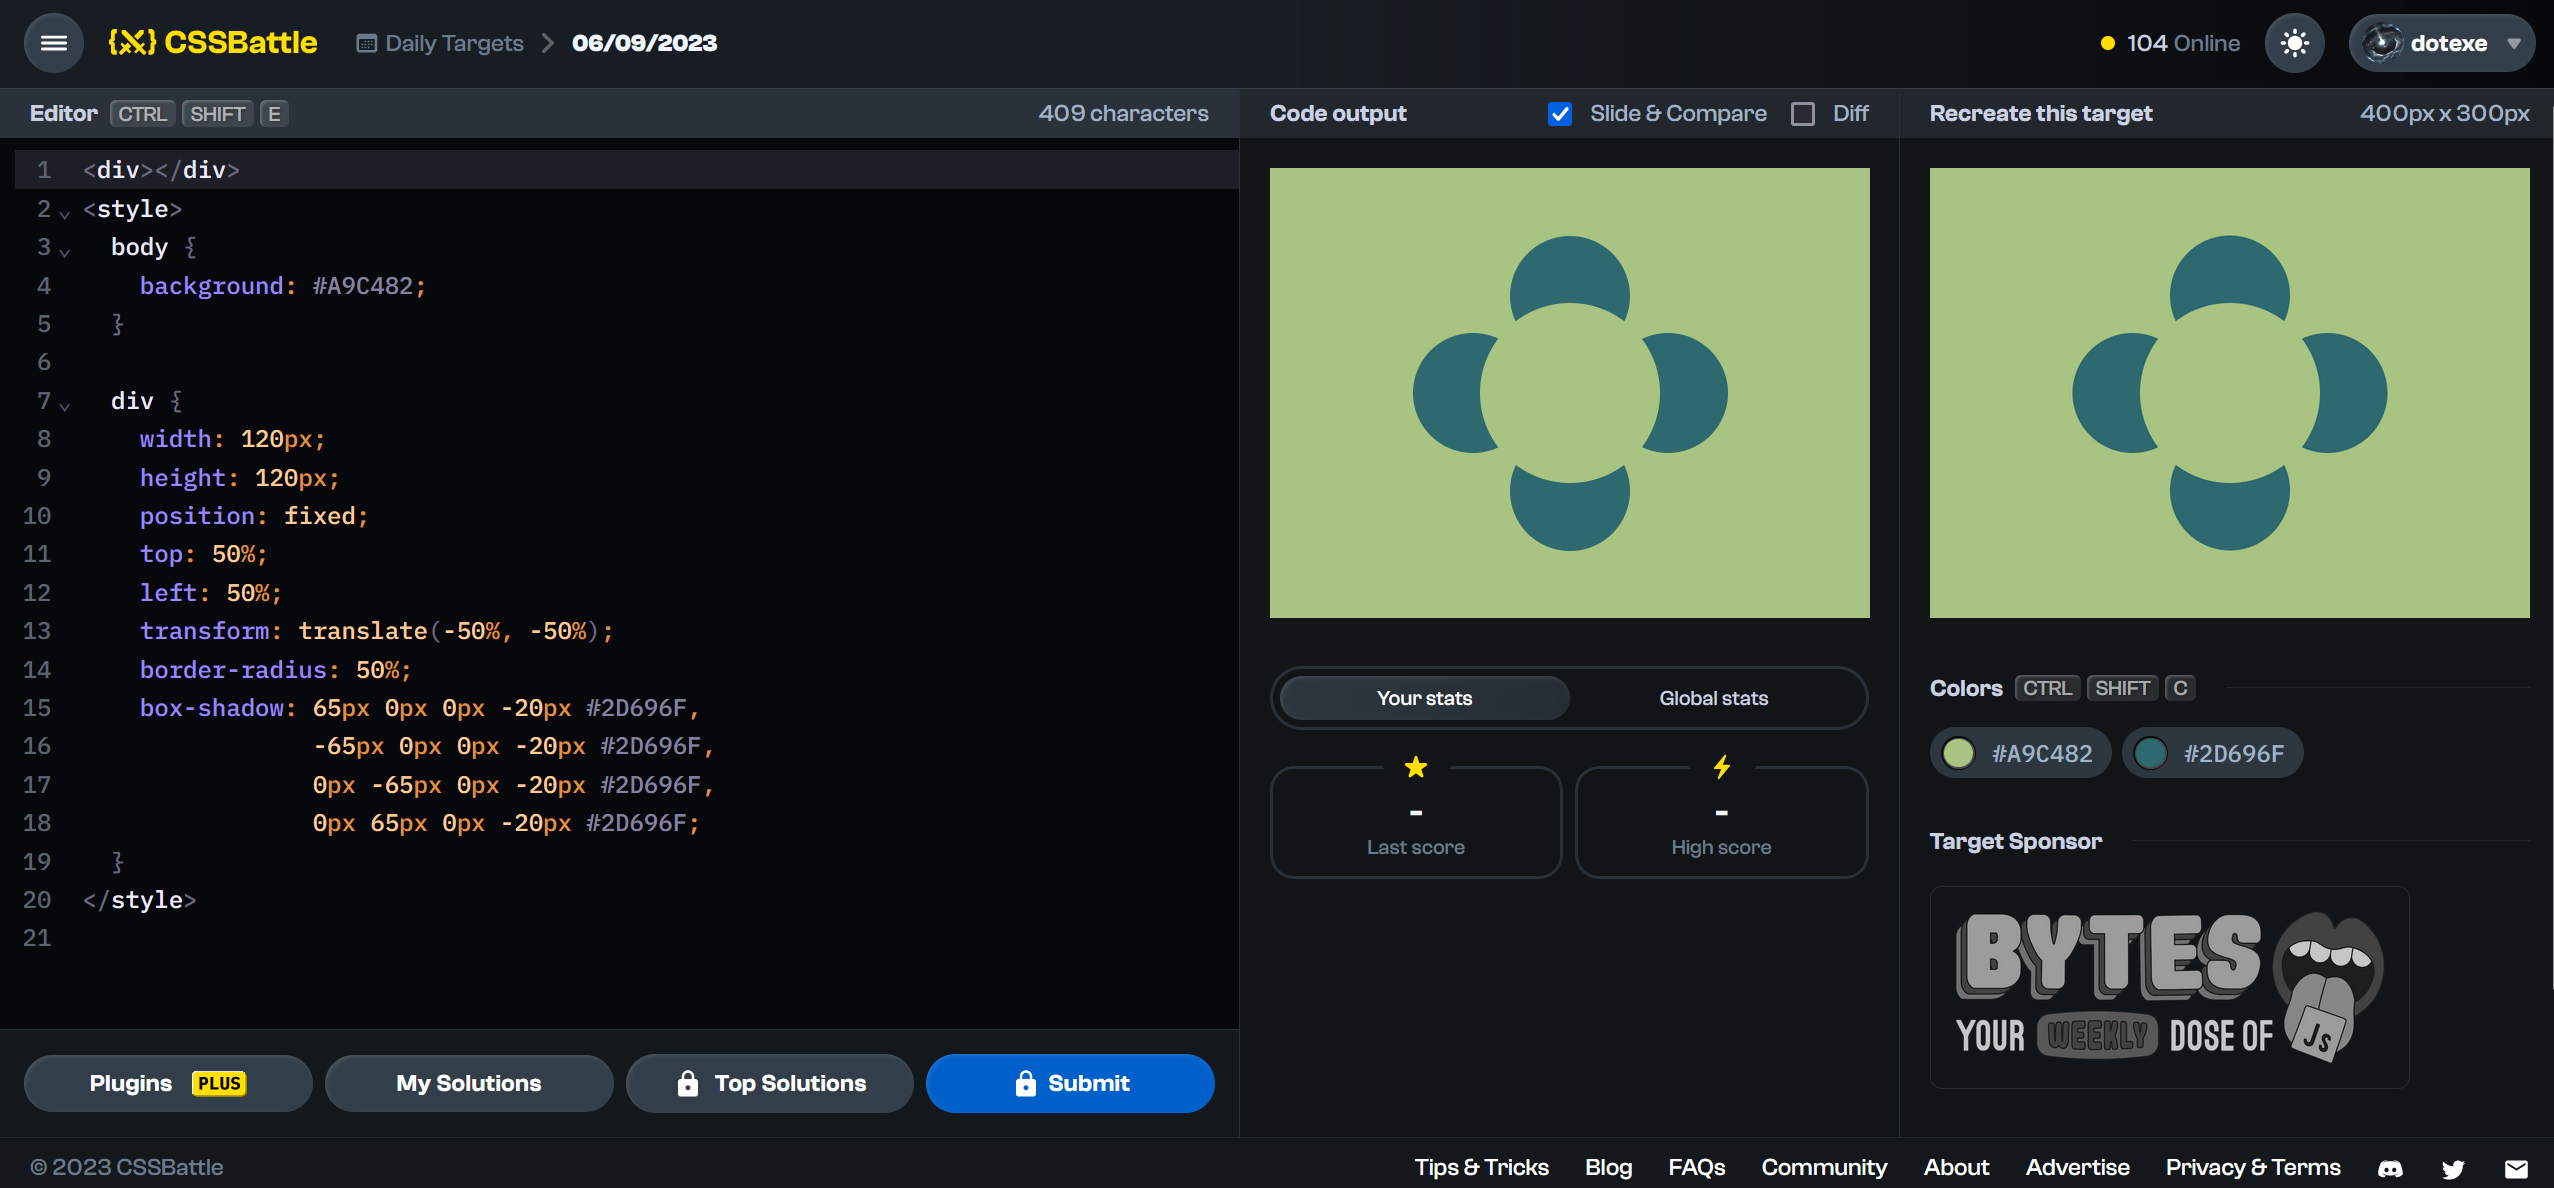 {X} CSSBattle
Daily Targets > 06/09/2023
104 Online
dotexe
Editor CTRL SHIFT E
409 characters
1 <div></div>
2 <style>
3 body {
4 background: #A9C482;
5 }
6
7 div {
8 width: 120px;
9 height: 120px;
10 position: fixed;
11 top: 50%;
12 left: 50%;
13 transform: translate(-50%, -50%);
14 border-radius: 50%;
15 box-shadow: 65px 0px 0px -20px #2D696F,
16 -65px 0px 0px -20px #2D696F,
17 0px -65px 0px -20px #2D696F,
18 0px 65px 0px -20px #2D696F;
19 }
20 </style>
21
Plugins PLUS
My Solutions
Top Solutions
Submit
Code output
Slide & Compare
Diff
Your stats
Global stats
-
Last score
-
High score
Recreate this target
400px x 300px
Colors CTRL SHIFT C
#A9C482
#2D696F
Target Sponsor
BYTES
YOUR WEEKLY DOSE OF JS
© 2023 CSSBattle
Tips & Tricks
Blog
FAQs
Community
About
Advertise
Privacy & Terms